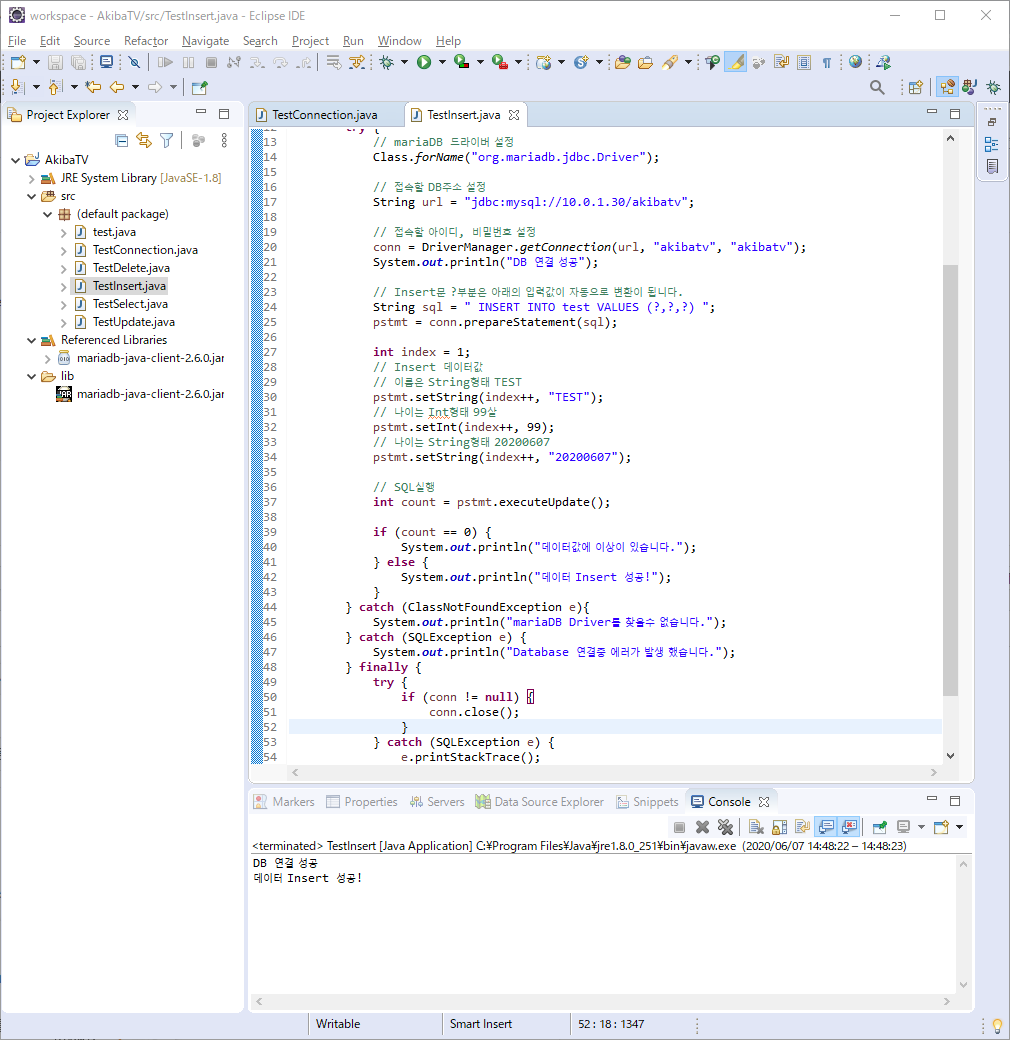 workspace - AkibaTV/src/TestInsert.java - Eclipse IDE
File Edit Source Refactor Navigate Search Project Run Window Help
Project Explorer
AkibaTV
JRE System Library [JavaSE-1.8]
src
(default package)
test.java
TestConnection.java
TestDelete.java
TestInsert.java
TestSelect.java
TestUpdate.java
Referenced Libraries
mariadb-java-client-2.6.0.jar
lib
mariadb-java-client-2.6.0.jar
TestConnection.java TestInsert.java
12 try {
13 // mariaDB 드라이버 설정
14 Class.forName("org.mariadb.jdbc.Driver");
15
16 // 접속할 DB주소 설정
17 String url = "jdbc:mysql://10.0.1.30/akibatv";
18
19 // 접속할 아이디, 비밀번호 설정
20 conn = DriverManager.getConnection(url, "akibatv", "akibatv");
21 System.out.println("DB 연결 성공");
22
23 // Insert문 ?부분은 아래의 입력값이 자동으로 변환이 됩니다.
24 String sql = " INSERT INTO test VALUES (?,?,?) ";
25 pstmt = conn.prepareStatement(sql);
26
27 int index = 1;
28 // Insert 데이터값
29 // 이름은 String형태 TEST
30 pstmt.setString(index++, "TEST");
31 // 나이는 Int형태 99살
32 pstmt.setInt(index++, 99);
33 // 나이는 String형태 20200607
34 pstmt.setString(index++, "20200607");
35
36 // SQL실행
37 int count = pstmt.executeUpdate();
38
39 if (count == 0) {
40 System.out.println("데이터값에 이상이 있습니다.");
41 } else {
42 System.out.println("데이터 Insert 성공!");
43 }
44 } catch (ClassNotFoundException e){
45 System.out.println("mariaDB Driver를 찾을수 없습니다.");
46 } catch (SQLException e) {
47 System.out.println("Database 연결중 에러가 발생 했습니다.");
48 } finally {
49 try {
50 if (conn != null) {
51 conn.close();
52 }
53 } catch (SQLException e) {
54 e.printStackTrace();
Markers Properties Servers Data Source Explorer Snippets Console
<terminated> TestInsert [Java Application] C:¥Program Files¥Java¥jre1.8.0_251¥bin¥javaw.exe (2020/06/07 14:48:22 – 14:48:23)
DB 연결 성공
데이터 Insert 성공!
Writable Smart Insert 52 : 18 : 1347